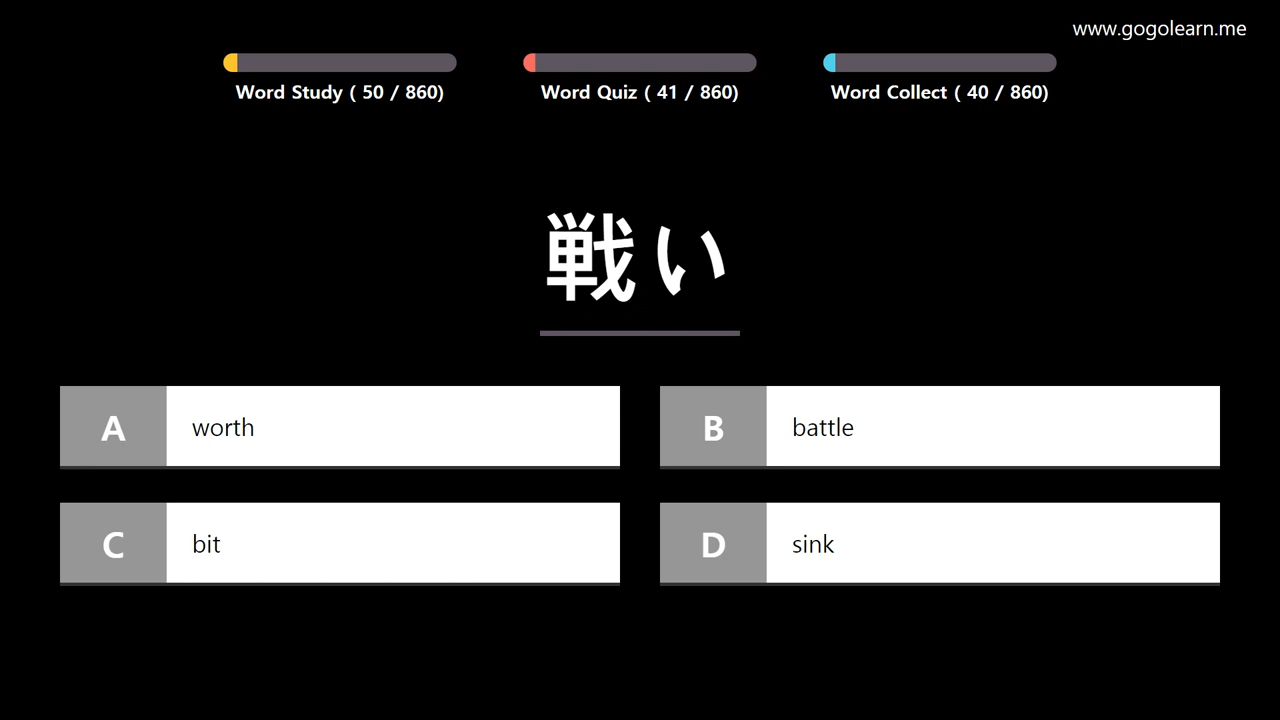 www.gogolearn.me
Word Study ( 50 / 860)
Word Quiz ( 41 / 860)
Word Collect ( 40 / 860)
戦い
A worth
B battle
C bit
D sink